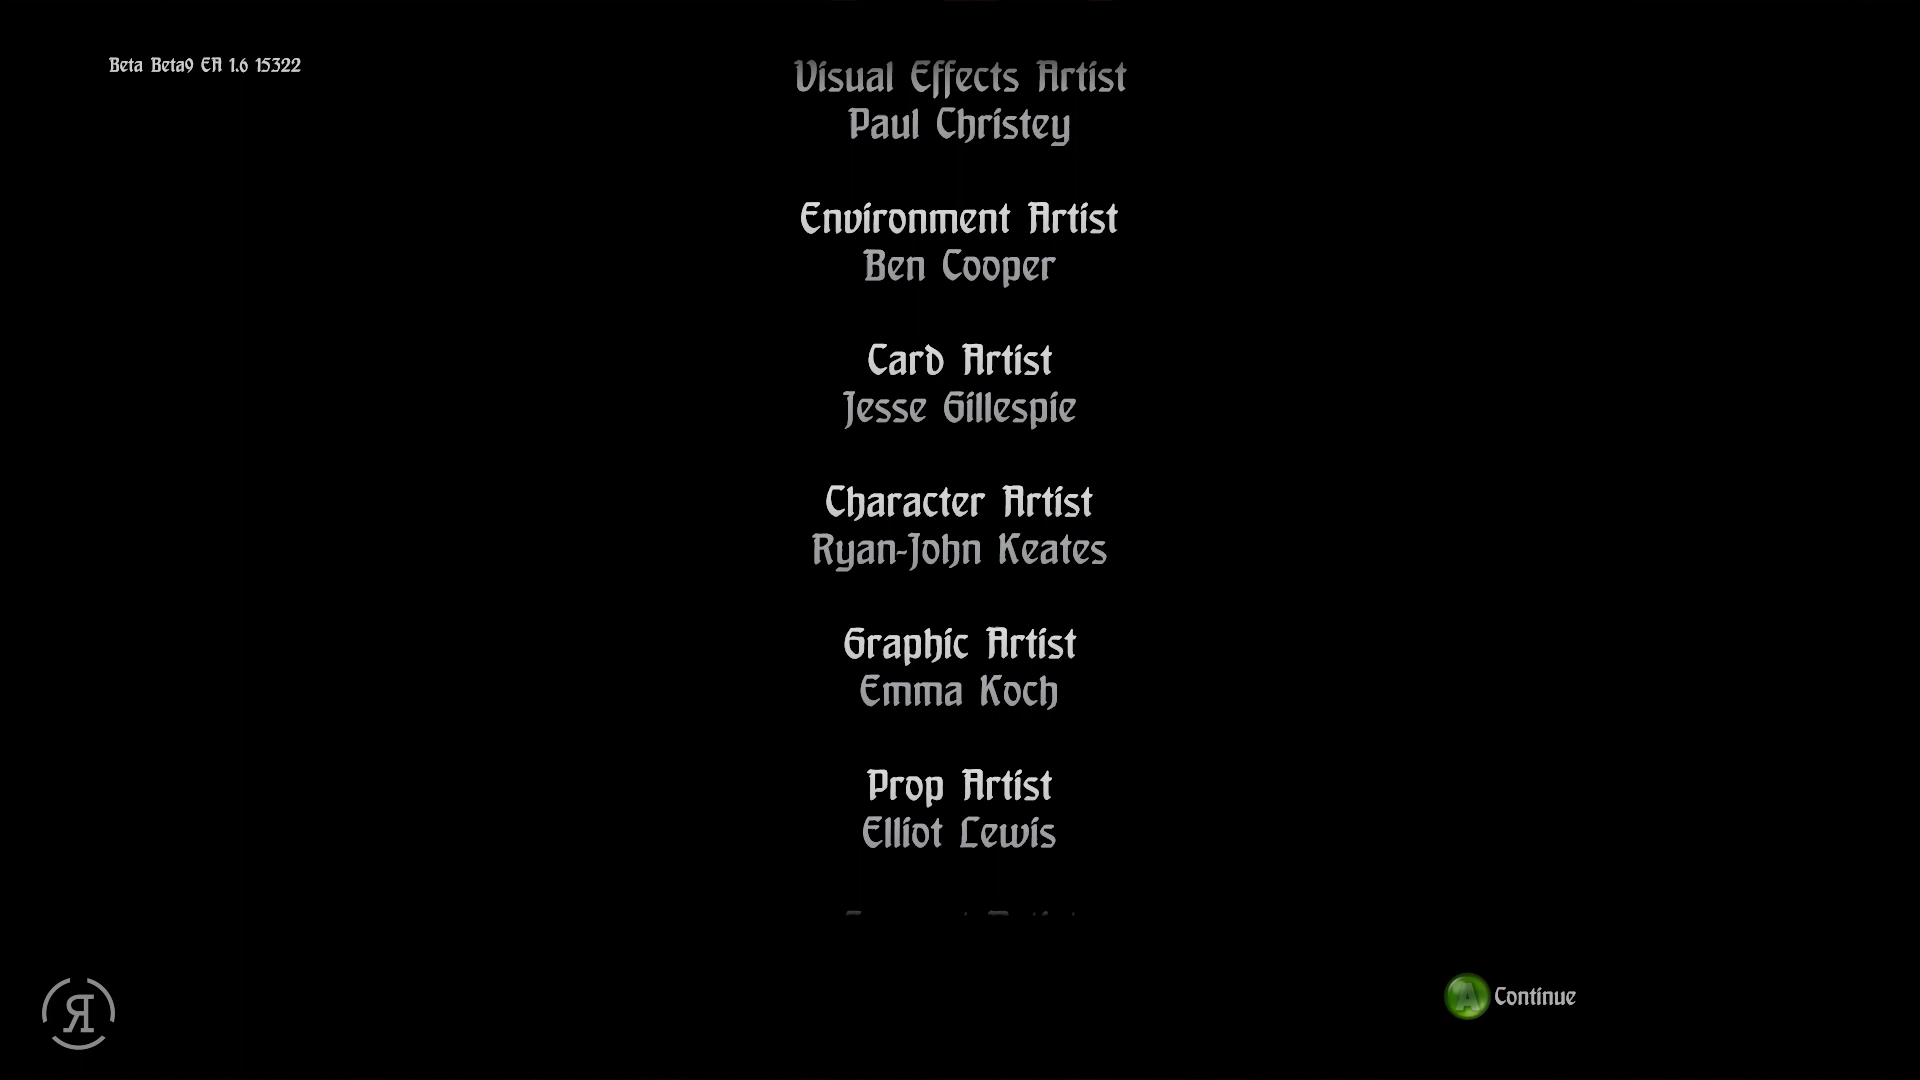 Beta Beta9 EA 1.6 15322
Visual Effects Artist
Paul Christey
Environment Artist
Ben Cooper
Card Artist
Jesse Gillespie
Character Artist
Ryan-John Keates
Graphic Artist
Emma Koch
Prop Artist
Elliot Lewis
A Continue